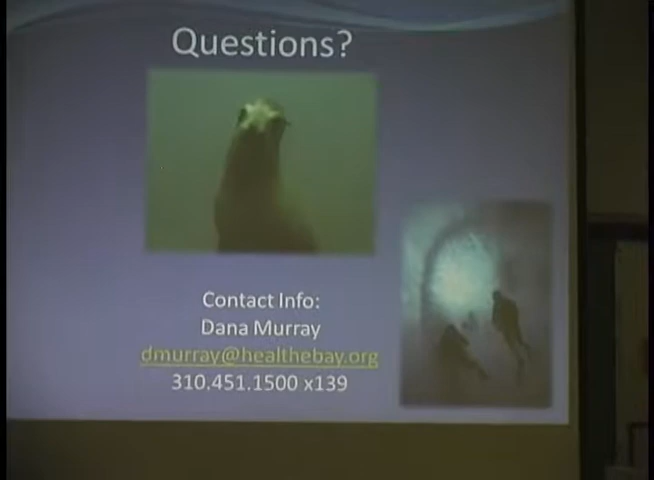 Questions?
Contact Info:
Dana Murray
dmurray@healthebay.org
310.451.1500 x139